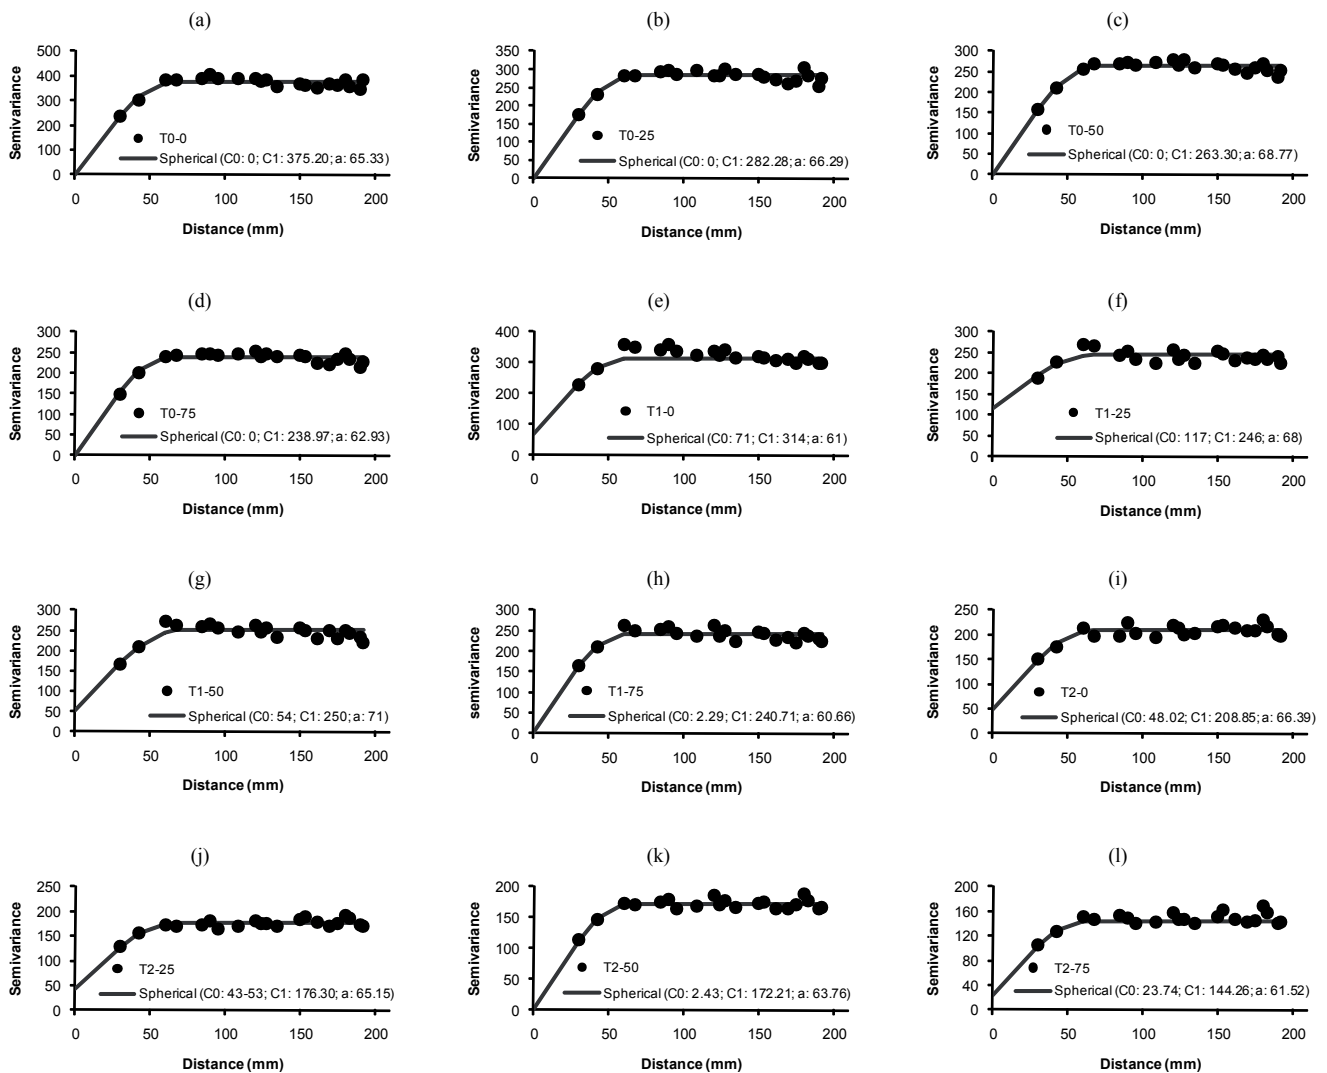 (a)
500
400
300
200
100
0
Semivariance
T0-0
Spherical (C0: 0; C1: 375.20; a: 65.33)
0 50 100 150 200
Distance (mm)
(b)
350
300
250
200
150
100
50
0
Semivariance
T0-25
Spherical (C0: 0; C1: 282.28; a: 66.29)
0 50 100 150 200
Distance (mm)
(c)
300
250
200
150
100
50
0
Semivariance
T0-50
Spherical (C0: 0; C1: 263.30; a: 68.77)
0 50 100 150 200
Distance (mm)
(d)
300
250
200
150
100
50
0
Semivariance
T0-75
Spherical (C0: 0; C1: 238.97; a: 62.93)
0 50 100 150 200
Distance (mm)
(e)
400
300
200
100
0
Semivariance
T1-0
Spherical (C0: 71; C1: 314; a: 61)
0 50 100 150 200
Distance (mm)
(f)
300
250
200
150
100
50
0
Semivariance
T1-25
Spherical (C0: 117; C1: 246; a: 68)
0 50 100 150 200
Distance (mm)
(g)
300
250
200
150
100
50
0
Semivariance
T1-50
Spherical (C0: 54; C1: 250; a: 71)
0 50 100 150 200
Distance (mm)
(h)
300
250
200
150
100
50
0
semivariance
T1-75
Spherical (C0: 2.29; C1: 240.71; a: 60.66)
0 50 100 150 200
Distance (mm)
(i)
250
200
150
100
50
0
Semivariance
T2-0
Spherical (C0: 48.02; C1: 208.85; a: 66.39)
0 50 100 150 200
Distance (mm)
(j)
250
200
150
100
50
0
Semivariance
T2-25
Spherical (C0: 43-53; C1: 176.30; a: 65.15)
0 50 100 150 200
Distance (mm)
(k)
200
150
100
50
0
Semivariance
T2-50
Spherical (C0: 2.43; C1: 172.21; a: 63.76)
0 50 100 150 200
Distance (mm)
(l)
200
160
120
80
40
0
Semivariance
T2-75
Spherical (C0: 23.74; C1: 144.26; a: 61.52)
0 50 100 150 200
Distance (mm)